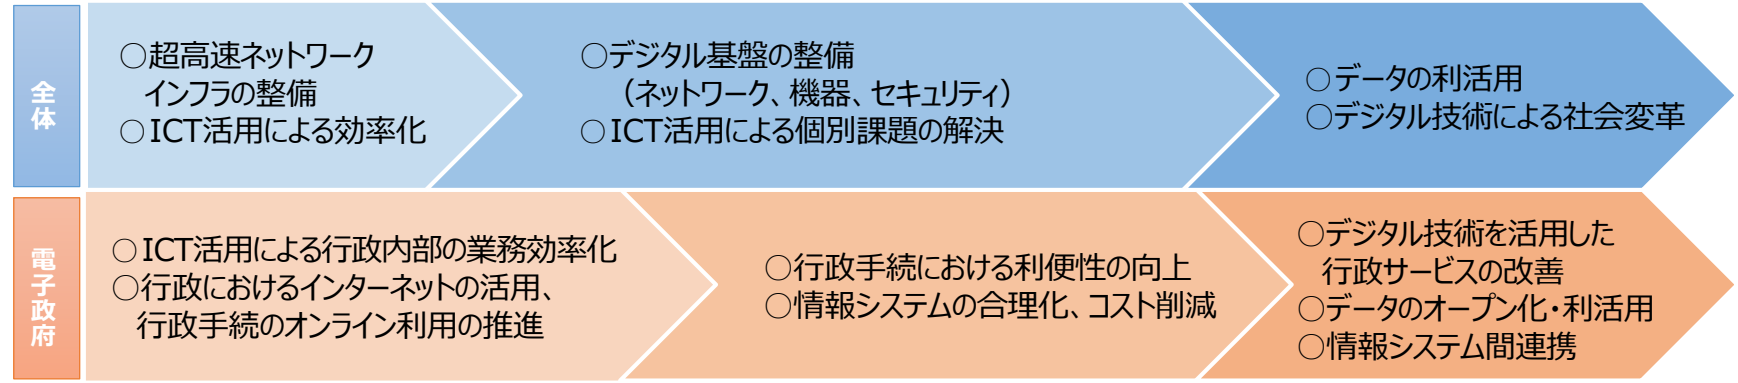 全体
○超高速ネットワーク
インフラの整備
○ICT活用による効率化
○デジタル基盤の整備
（ネットワーク、機器、セキュリティ）
○ICT活用による個別課題の解決
○データの利活用
○デジタル技術による社会変革
電子政府
○ICT活用による行政内部の業務効率化
○行政におけるインターネットの活用、
行政手続のオンライン利用の推進
○行政手続における利便性の向上
○情報システムの合理化、コスト削減
○デジタル技術を活用した
行政サービスの改善
○データのオープン化・利活用
○情報システム間連携